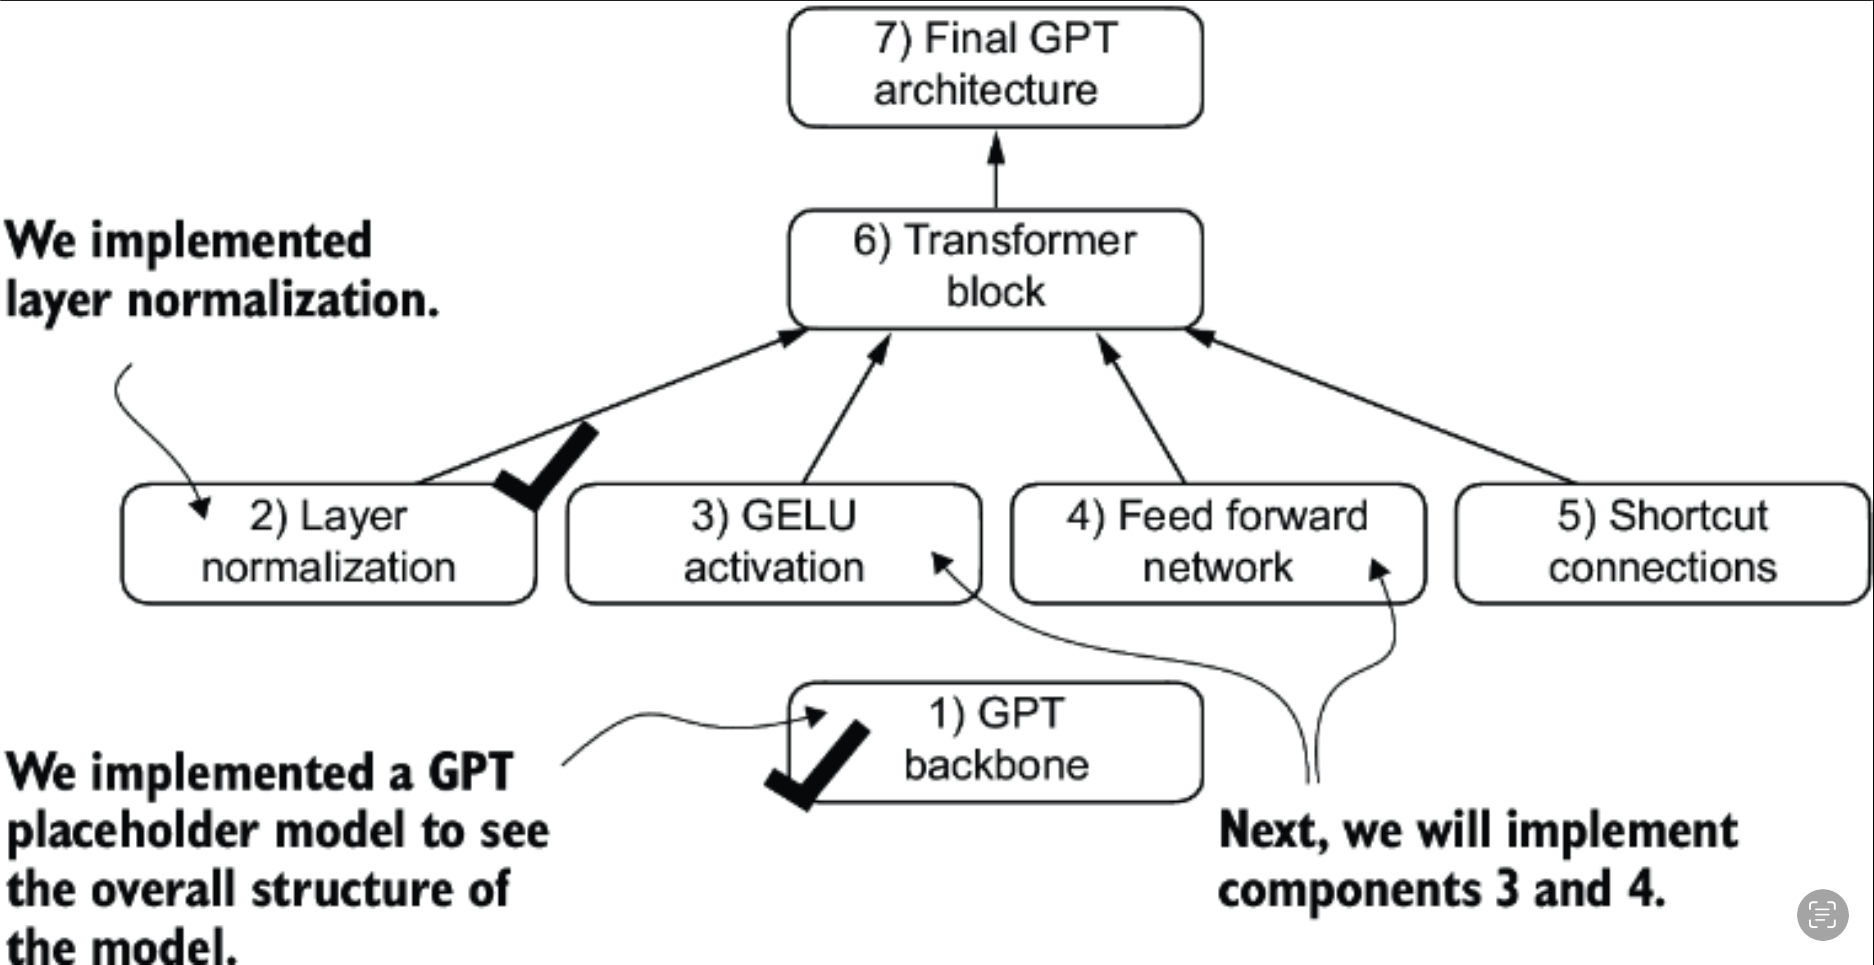 7) Final GPT
architecture
We implemented
layer normalization.
6) Transformer
block
2) Layer
normalization
3) GELU
activation
4) Feed forward
network
5) Shortcut
connections
1) GPT
backbone
We implemented a GPT
placeholder model to see
the overall structure of
the model.
Next, we will implement
components 3 and 4.